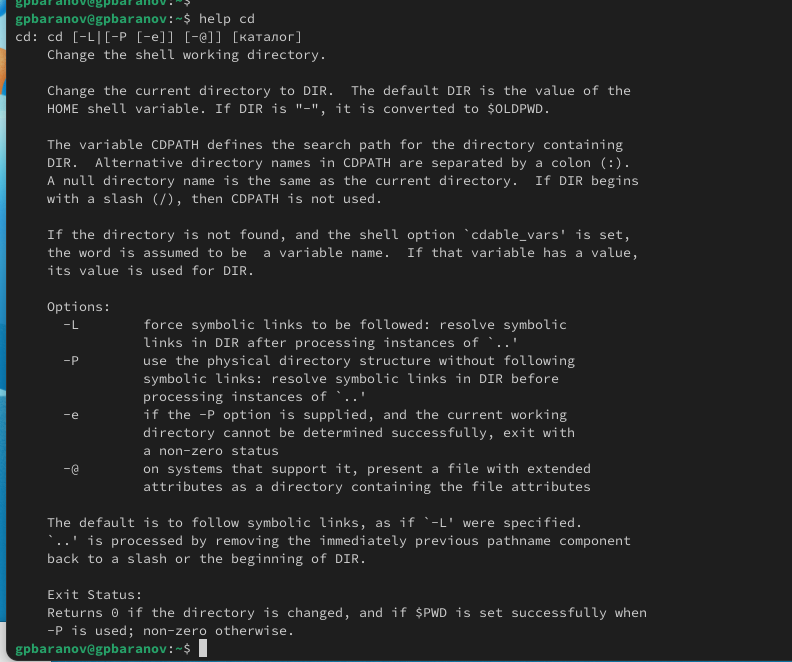 gpbaranov@gpbaranov:~$
gpbaranov@gpbaranov:~$ help cd
cd: cd [-L|[-P [-e]] [-@]] [каталог]
    Change the shell working directory.

    Change the current directory to DIR.  The default DIR is the value of the
    HOME shell variable. If DIR is "-", it is converted to $OLDPWD.

    The variable CDPATH defines the search path for the directory containing
    DIR.  Alternative directory names in CDPATH are separated by a colon (:).
    A null directory name is the same as the current directory.  If DIR begins
    with a slash (/), then CDPATH is not used.

    If the directory is not found, and the shell option `cdable_vars' is set,
    the word is assumed to be  a variable name.  If that variable has a value,
    its value is used for DIR.

    Options:
      -L        force symbolic links to be followed: resolve symbolic
                links in DIR after processing instances of `..'
      -P        use the physical directory structure without following
                symbolic links: resolve symbolic links in DIR before
                processing instances of `..'
      -e        if the -P option is supplied, and the current working
                directory cannot be determined successfully, exit with
                a non-zero status
      -@        on systems that support it, present a file with extended
                attributes as a directory containing the file attributes

    The default is to follow symbolic links, as if `-L' were specified.
    `..' is processed by removing the immediately previous pathname component
    back to a slash or the beginning of DIR.

    Exit Status:
    Returns 0 if the directory is changed, and if $PWD is set successfully when
    -P is used; non-zero otherwise.
gpbaranov@gpbaranov:~$